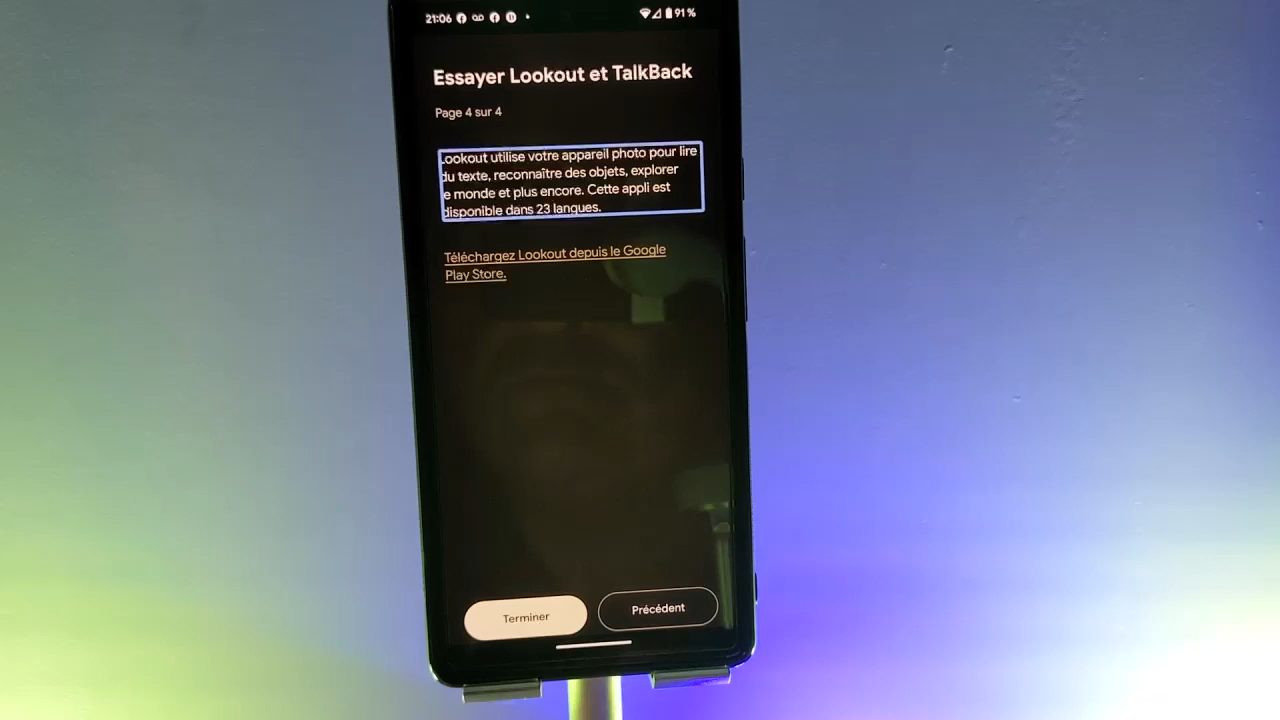 21:06
91 %
Essayer Lookout et TalkBack
Page 4 sur 4
Lookout utilise votre appareil photo pour lire
du texte, reconnaître des objets, explorer
le monde et plus encore. Cette appli est
disponible dans 23 langues.
Téléchargez Lookout depuis le Google
Play Store.
Terminer
Précédent